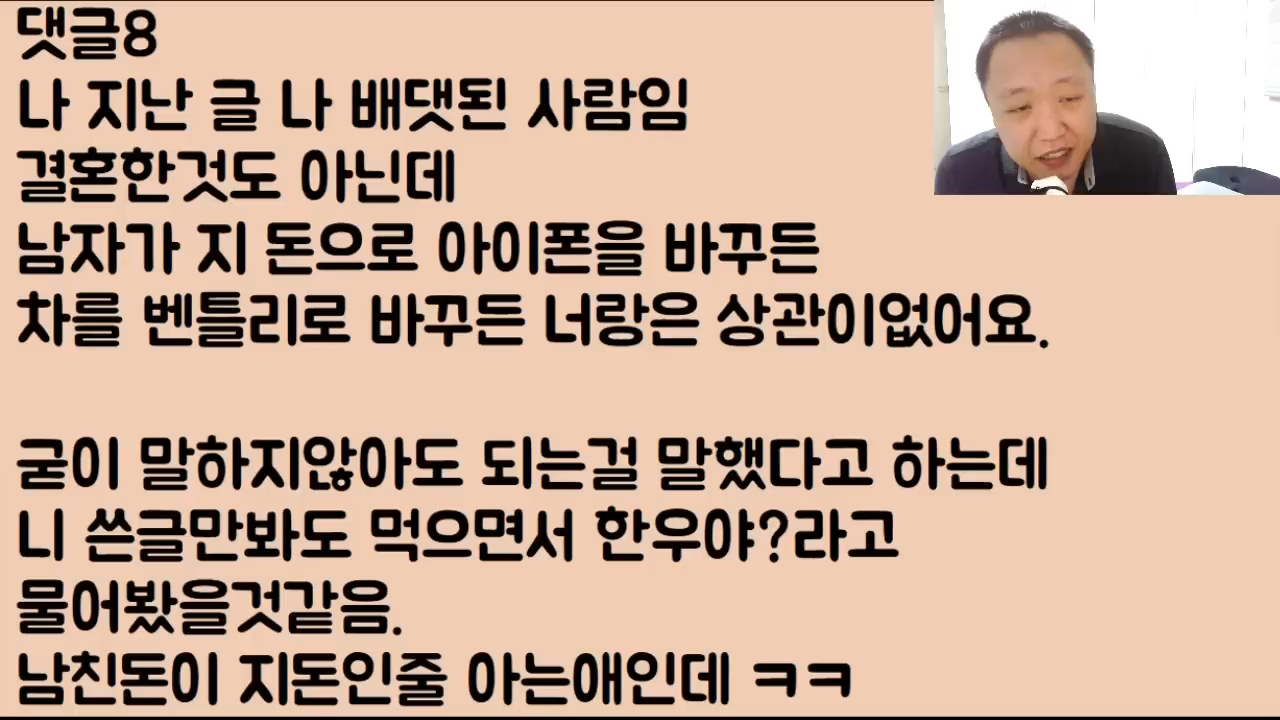 댓글8
나 지난 글 나 배댓된 사람임
결혼한것도 아닌데
남자가 지 돈으로 아이폰을 바꾸든
차를 벤틀리로 바꾸든 너랑은 상관이없어요.
굳이 말하지않아도 되는걸 말했다고 하는데
니 쓴글만봐도 먹으면서 한우야?라고
물어봤을것같음.
남친돈이 지돈인줄 아는애인데 ㅋㅋ